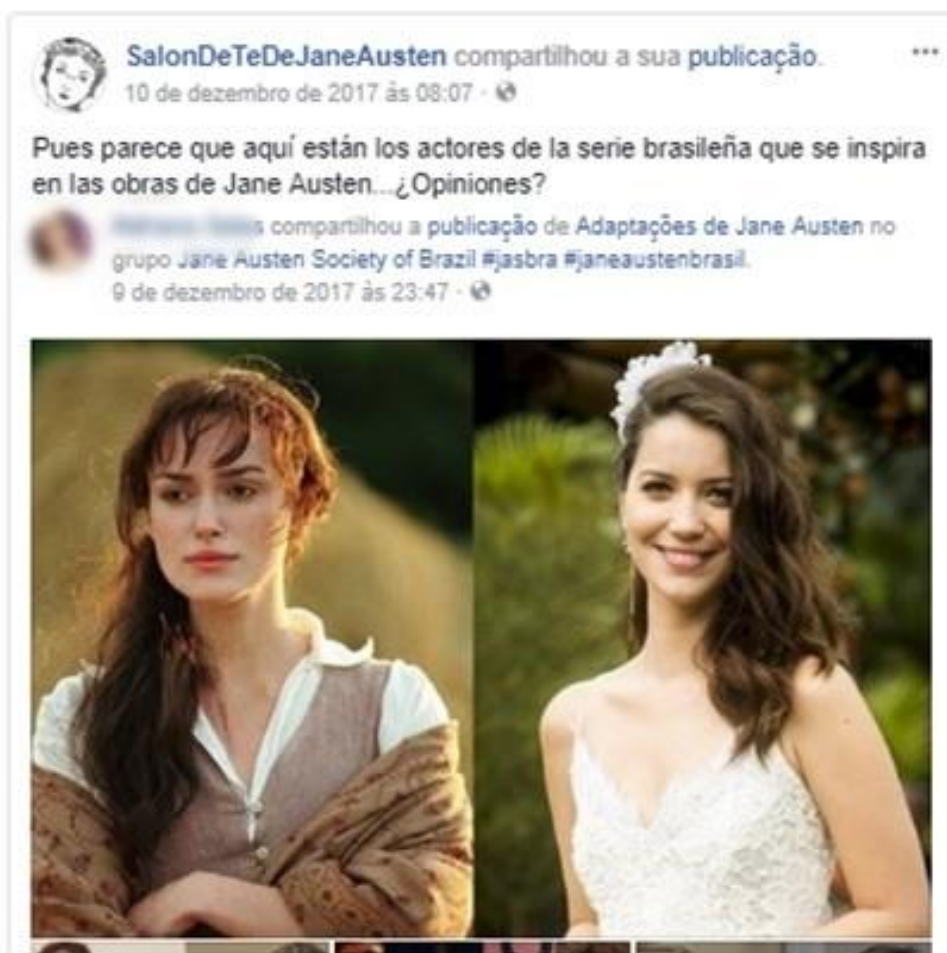 SalonDeTeDeJaneAusten compartilhou a sua publicação.
10 de dezembro de 2017 às 08:07 ·
Pues parece que aquí están los actores de la serie brasileña que se inspira
en las obras de Jane Austen...¿Opiniones?
compartilhou a publicação de Adaptações de Jane Austen no
grupo Jane Austen Society of Brazil #jasbra #janeaustenbrasil.
9 de dezembro de 2017 às 23:47 ·